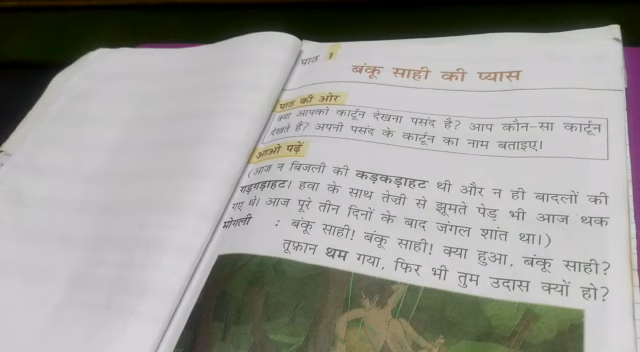 पाठ 1
बंकू साही की प्यास
पाठ की ओर
क्या आपको कार्टून देखना पसंद है? आप कौन-सा कार्टून
देखते हैं? अपनी पसंद के कार्टून का नाम बताइए।
आओ पढ़ें
(आज न बिजली की कड़कड़ाहट थी और न ही बादलों की
गड़गड़ाहट। हवा के साथ तेज़ी से झूमते पेड़ भी आज थक
गए थे। आज पूरे तीन दिनों के बाद जंगल शांत था।)
मोगली : बंकू साही! बंकू साही! क्या हुआ, बंकू साही?
तूफ़ान थम गया, फिर भी तुम उदास क्यों हो?